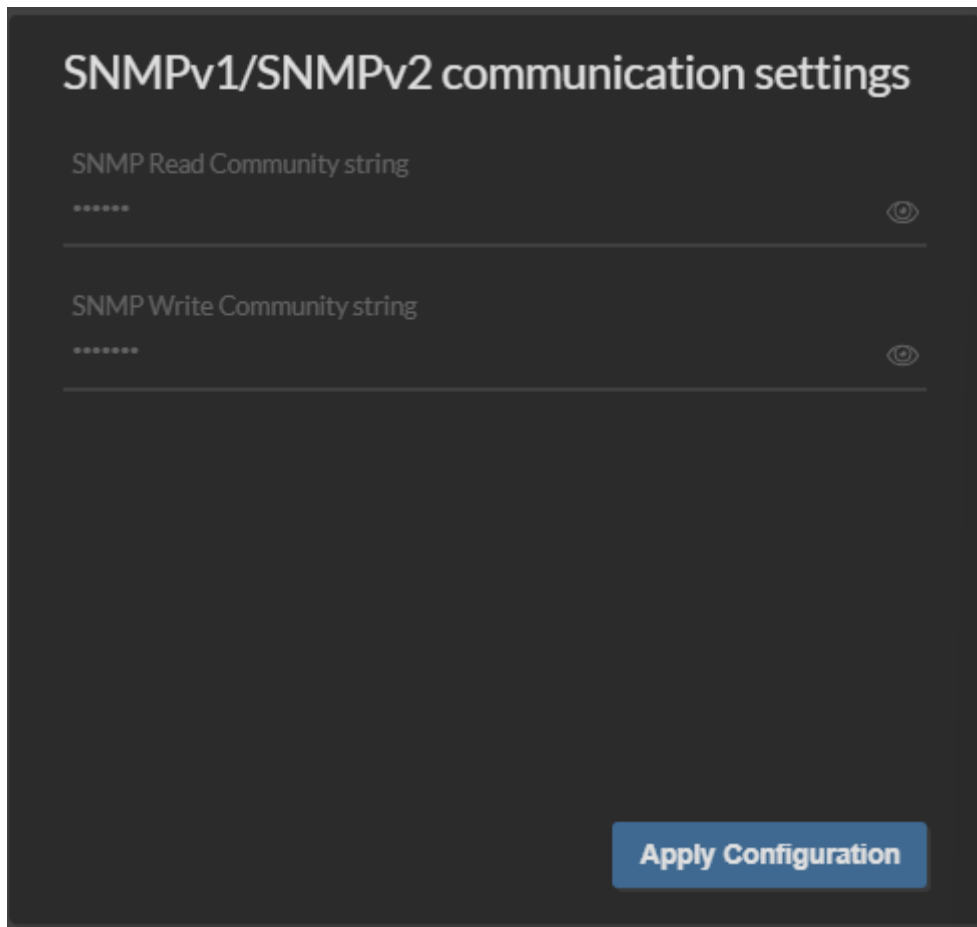 SNMPv1/SNMPv2 communication settings
SNMP Read Community string
••••••
SNMP Write Community string
•••••••
Apply Configuration